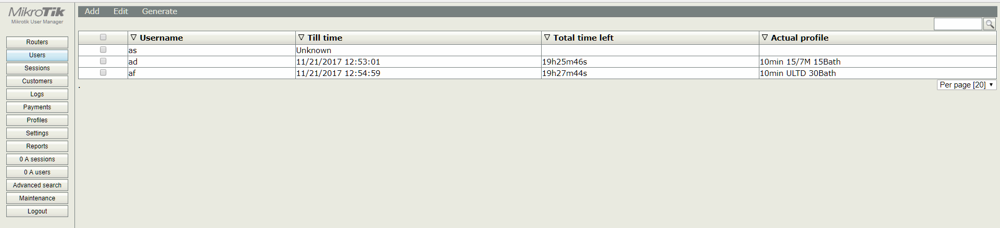 MikroTik
Mikrotik User Manager
Routers
Users
Sessions
Customers
Logs
Payments
Profiles
Settings
Reports
0 A sessions
0 A users
Advanced search
Maintenance
Logout
Add Edit Generate
Username Till time Total time left Actual profile
as Unknown
ad 11/21/2017 12:53:01 19h25m46s 10min 15/7M 15Bath
af 11/21/2017 12:54:59 19h27m44s 10min ULTD 30Bath
.
Per page [20]